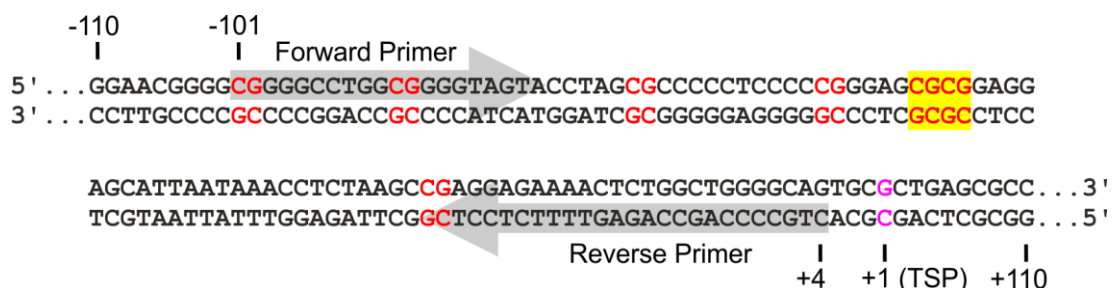 -110 -101
Forward Primer
5'...GGAACGGGGCGGGGCCTGGCGGGGTAGTACCTAGCGCCCCCTCCCCCGGGAGCGCGGAGG
3'...CCTTGCCCCGCCCCGGACCGCCCCATCATGGATCGCGGGGGAGGGGGCCCTCGCGCCTCC
AGCATTAATAAACCTCTAAGCCGAGGAGAAAACTCTGGCTGGGGCAGTGCGCTGAGCGCC...3'
TCGTAATTATTTGGAGATTCGGCTCCTCTTTTGAGACCGACCCCGTCACGCGACTCGCGG...5'
Reverse Primer
+4 +1 (TSP) +110